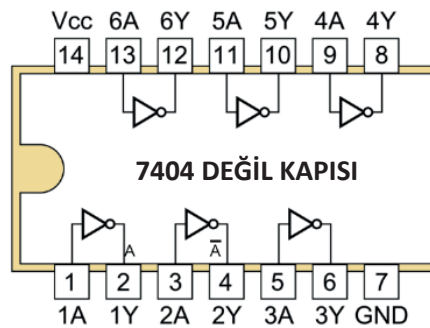 Vcc 6A 6Y 5A 5Y 4A 4Y
14 13 12 11 10 9 8
7404 DEĞİL KAPISI
A A̅
1 2 3 4 5 6 7
1A 1Y 2A 2Y 3A 3Y GND